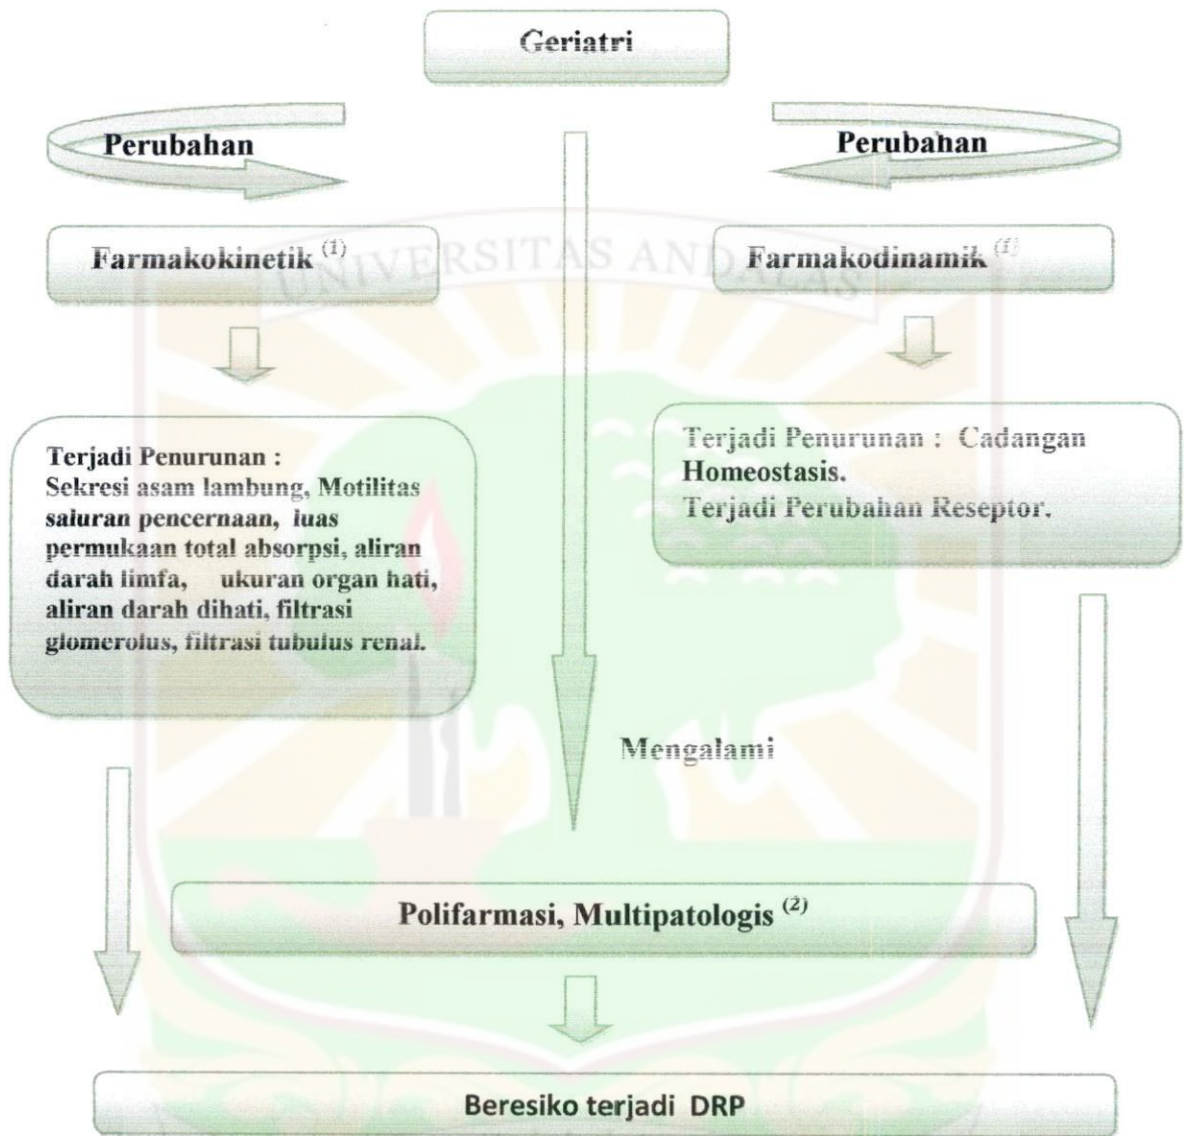 Geriatri
Perubahan
Perubahan
Farmakokinetik (1)
Farmakodinamik (1)
UNIVERSITAS ANDALAS
Terjadi Penurunan :
Sekresi asam lambung, Motilitas
saluran pencernaan, luas
permukaan total absorpsi, aliran
darah limfa, ukuran organ hati,
aliran darah dihati, filtrasi
glomerolus, filtrasi tubulus renal.
Terjadi Penurunan : Cadangan
Homeostasis.
Terjadi Perubahan Reseptor.
Mengalami
Polifarmasi, Multipatologis (2)
Beresiko terjadi DRP